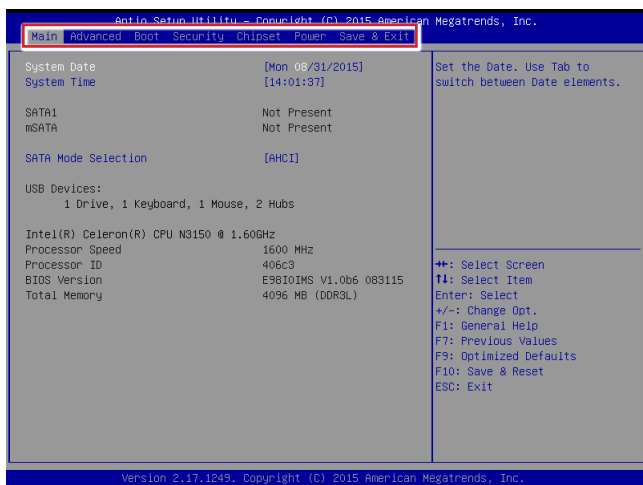 Aptio Setup Utility – Copyright (C) 2015 American Megatrends, Inc.
Main Advanced Boot Security Chipset Power Save & Exit
System Date [Mon 08/31/2015] Set the Date. Use Tab to
System Time [14:01:37] switch between Date elements.
SATA1 Not Present
mSATA Not Present
SATA Mode Selection [AHCI]
USB Devices:
1 Drive, 1 Keyboard, 1 Mouse, 2 Hubs
Intel(R) Celeron(R) CPU N3150 @ 1.60GHz
Processor Speed 1600 MHz
Processor ID 406c3
BIOS Version E98I0IMS V1.0b6 083115
Total Memory 4096 MB (DDR3L)
→←: Select Screen
↑↓: Select Item
Enter: Select
+/-: Change Opt.
F1: General Help
F7: Previous Values
F9: Optimized Defaults
F10: Save & Reset
ESC: Exit
Version 2.17.1249. Copyright (C) 2015 American Megatrends, Inc.